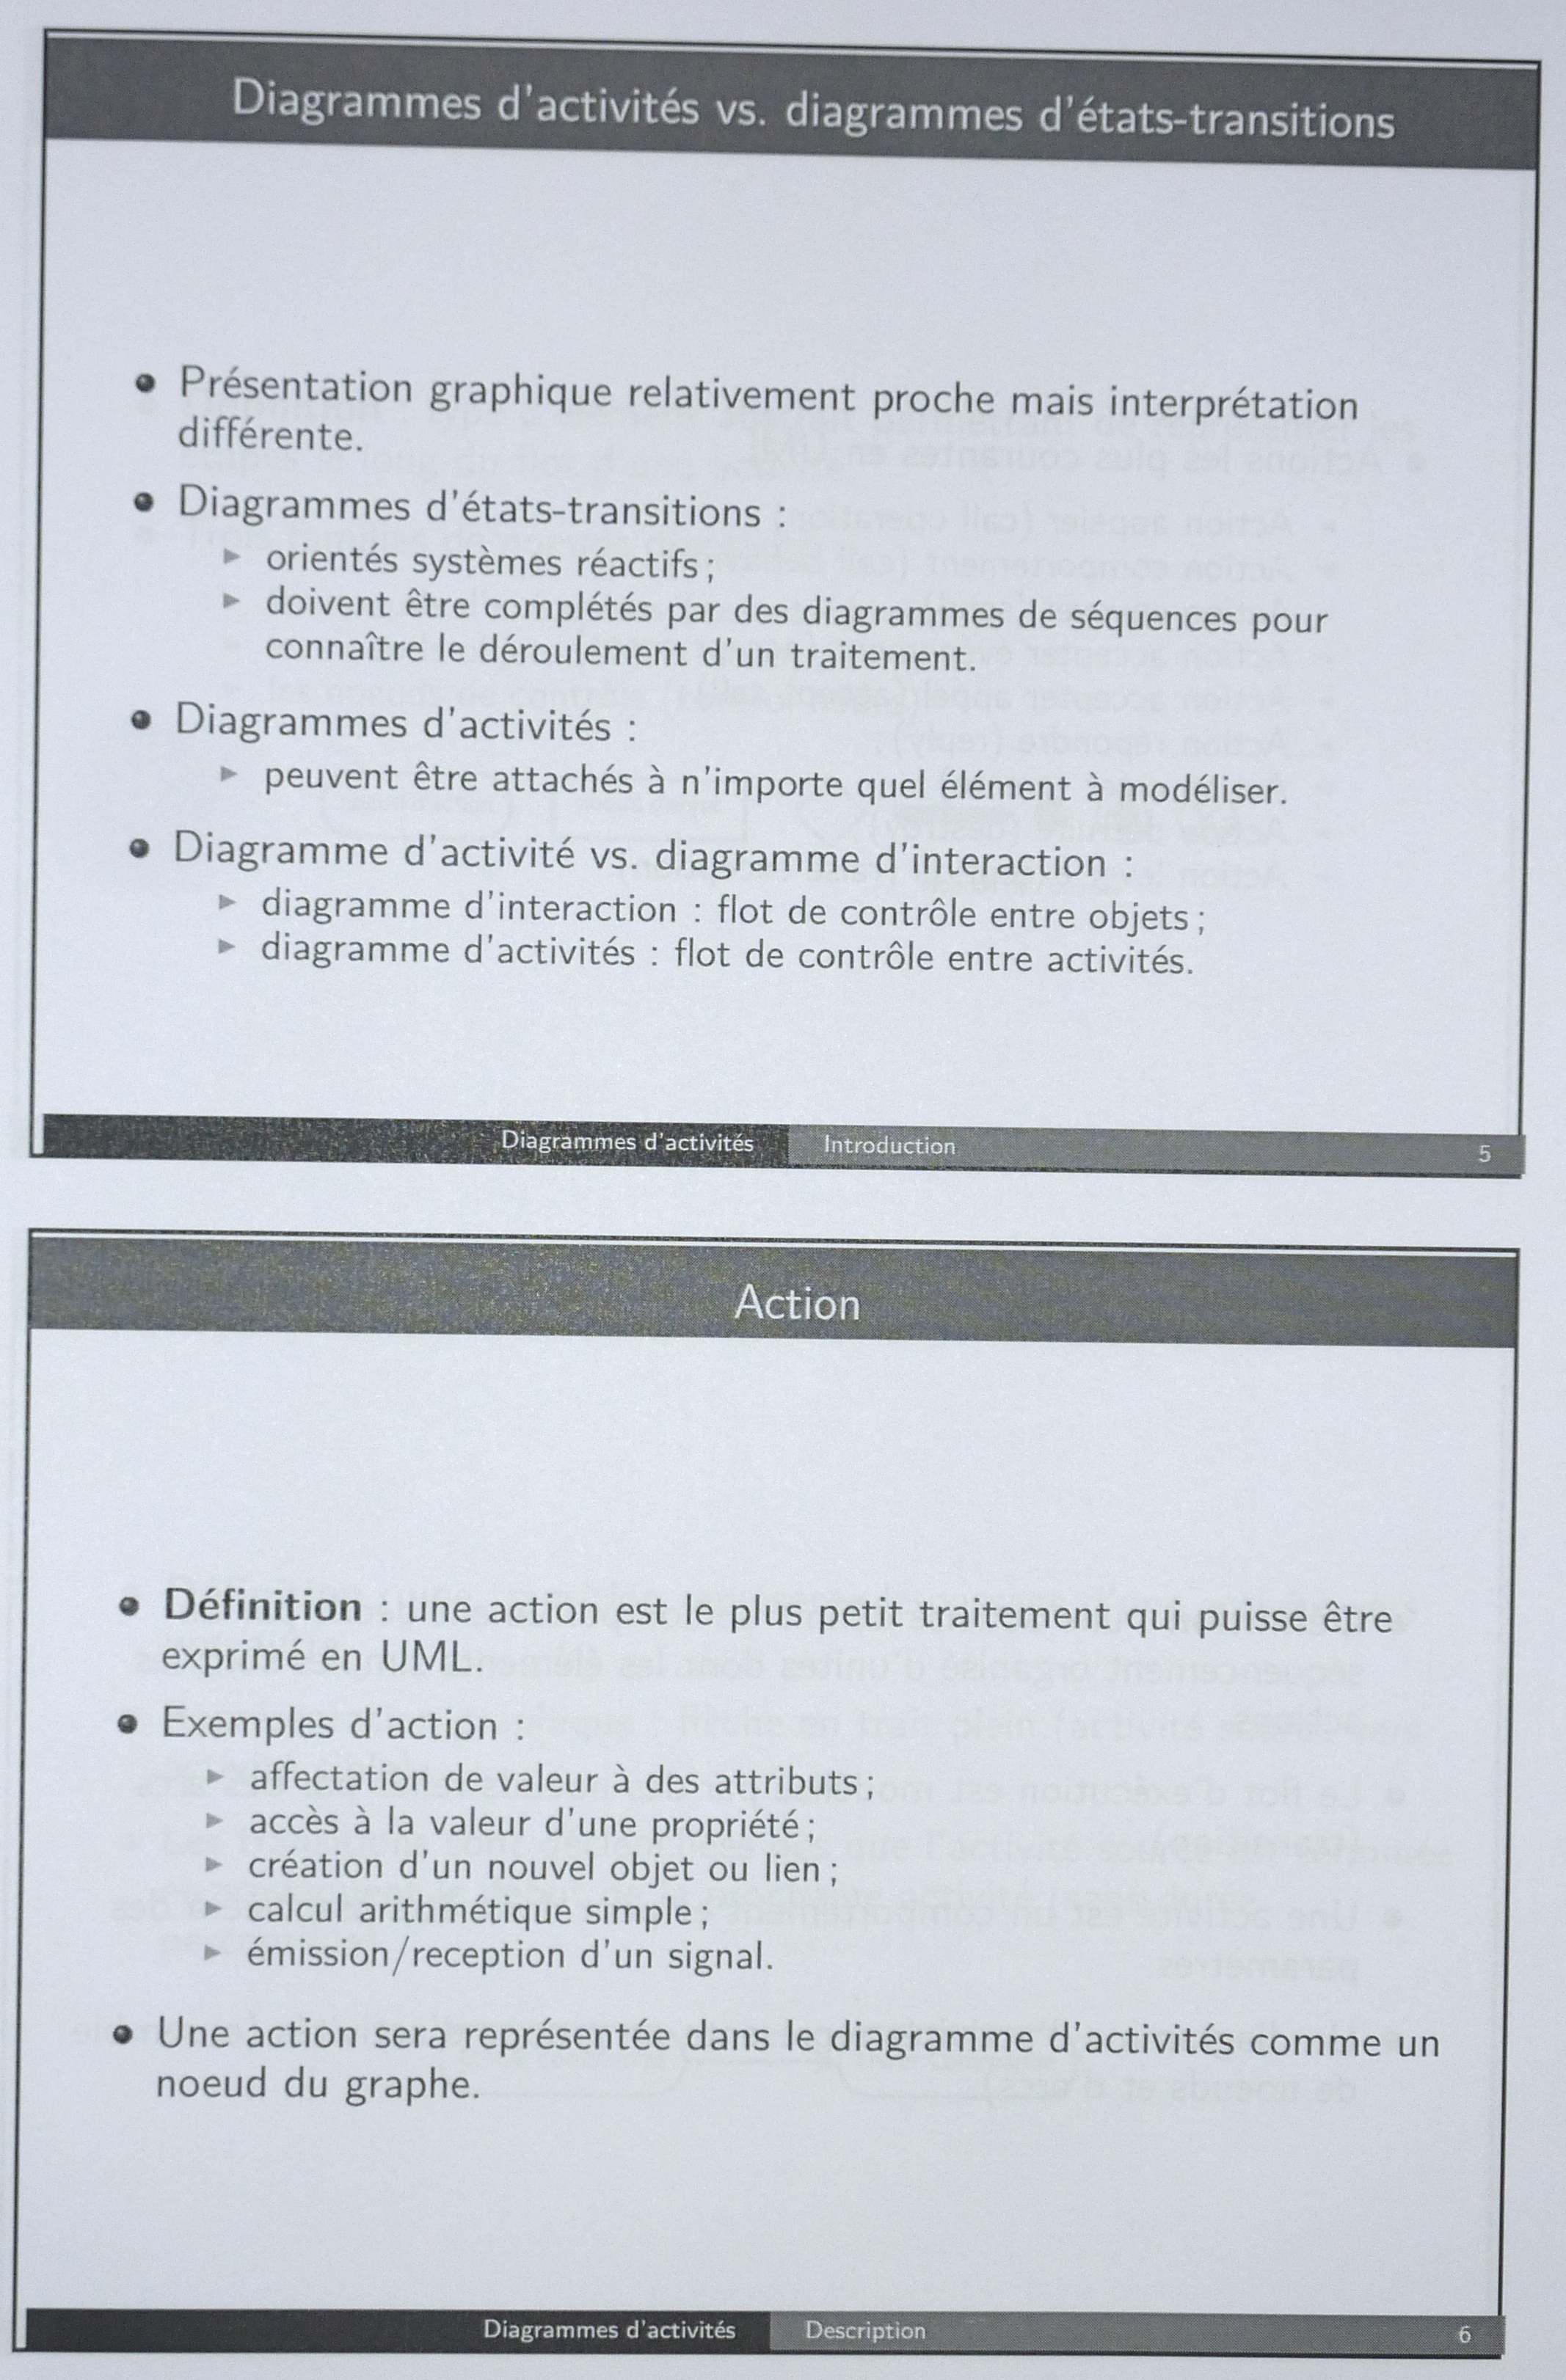 Diagrammes d'activités vs. diagrammes d'états-transitions
• Présentation graphique relativement proche mais interprétation
différente.
• Diagrammes d'états-transitions :
▶ orientés systèmes réactifs ;
▶ doivent être complétés par des diagrammes de séquences pour
connaître le déroulement d'un traitement.
• Diagrammes d'activités :
▶ peuvent être attachés à n'importe quel élément à modéliser.
• Diagramme d'activité vs. diagramme d'interaction :
▶ diagramme d'interaction : flot de contrôle entre objets ;
▶ diagramme d'activités : flot de contrôle entre activités.
Diagrammes d'activités Introduction 5
Action
• Définition : une action est le plus petit traitement qui puisse être
exprimé en UML.
• Exemples d'action :
▶ affectation de valeur à des attributs ;
▶ accès à la valeur d'une propriété ;
▶ création d'un nouvel objet ou lien ;
▶ calcul arithmétique simple ;
▶ émission/reception d'un signal.
• Une action sera représentée dans le diagramme d'activités comme un
noeud du graphe.
Diagrammes d'activités Description 6